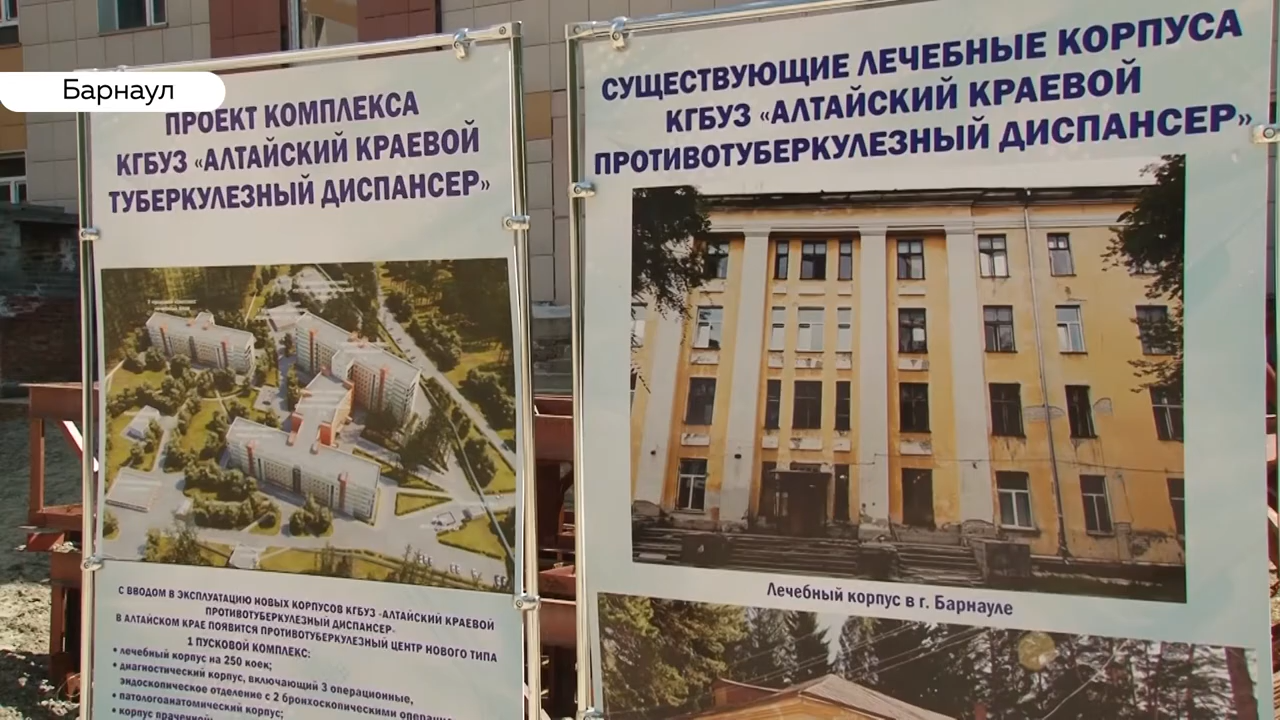 Барнаул
ПРОЕКТ КОМПЛЕКСА
КГБУЗ «АЛТАЙСКИЙ КРАЕВОЙ
ТУБЕРКУЛЕЗНЫЙ ДИСПАНСЕР»
С ВВОДОМ В ЭКСПЛУАТАЦИЮ НОВЫХ КОРПУСОВ КГБУЗ «АЛТАЙСКИЙ КРАЕВОЙ
ПРОТИВОТУБЕРКУЛЕЗНЫЙ ДИСПАНСЕР»
В АЛТАЙСКОМ КРАЕ ПОЯВИТСЯ ПРОТИВОТУБЕРКУЛЕЗНЫЙ ЦЕНТР НОВОГО ТИПА
1 ПУСКОВОЙ КОМПЛЕКС:
• лечебный корпус на 250 коек;
• диагностический корпус, включающий 3 операционные,
эндоскопическое отделение с 2 бронхоскопическими
• патологоанатомический корпус;
• корпус
СУЩЕСТВУЮЩИЕ ЛЕЧЕБНЫЕ КОРПУСА
КГБУЗ «АЛТАЙСКИЙ КРАЕВОЙ
ПРОТИВОТУБЕРКУЛЕЗНЫЙ ДИСПАНСЕР»
Лечебный корпус в г. Барнауле